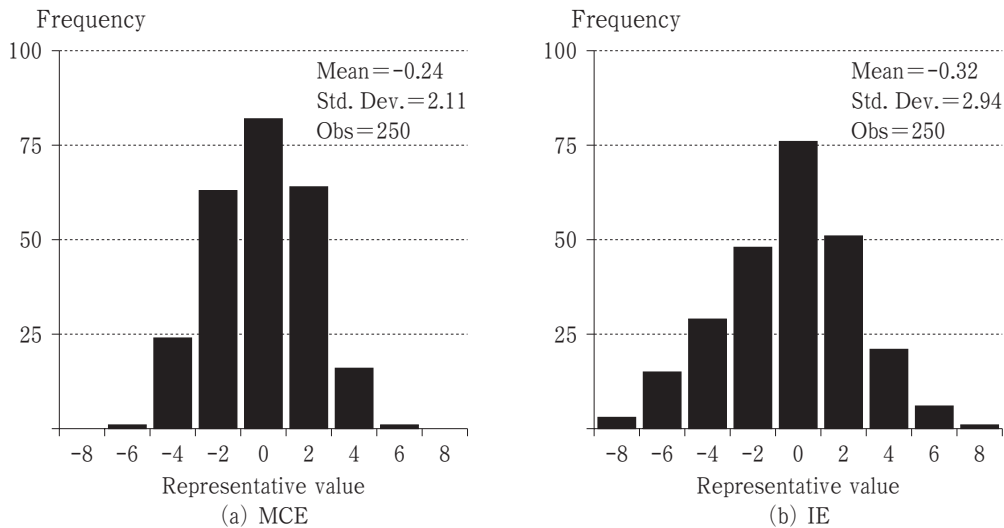 Frequency
100
75
50
25
Mean=-0.24
Std. Dev.=2.11
Obs=250
-8 -6 -4 -2 0 2 4 6 8
Representative value
(a) MCE
Frequency
100
75
50
25
Mean=-0.32
Std. Dev.=2.94
Obs=250
-8 -6 -4 -2 0 2 4 6 8
Representative value
(b) IE